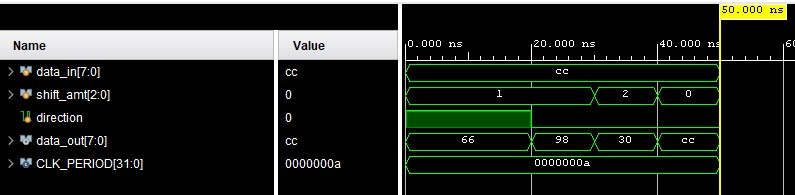 50.000 ns
Name Value 0.000 ns 20.000 ns 40.000 ns 60
data_in[7:0] cc cc
shift_amt[2:0] 0 1 2 0
direction 0
data_out[7:0] cc 66 98 30 cc
CLK_PERIOD[31:0] 0000000a 0000000a